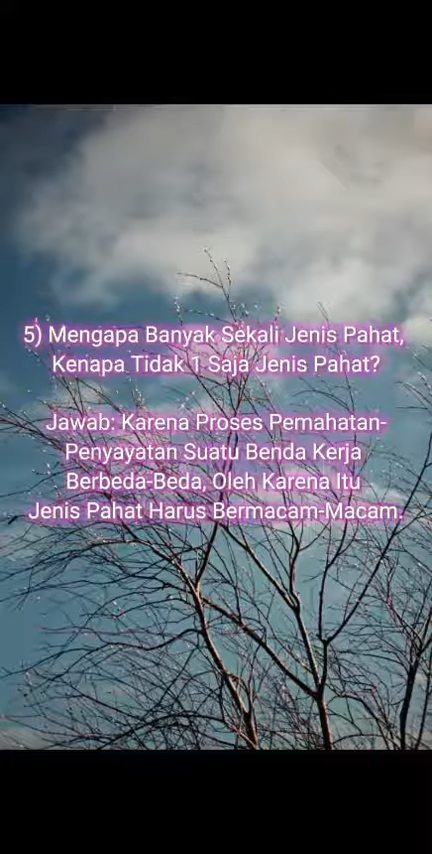 5) Mengapa Banyak Sekali Jenis Pahat,
Kenapa Tidak 1 Saja Jenis Pahat?
Jawab: Karena Proses Pemahatan-
Penyayatan Suatu Benda Kerja
Berbeda-Beda, Oleh Karena Itu
Jenis Pahat Harus Bermacam-Macam.